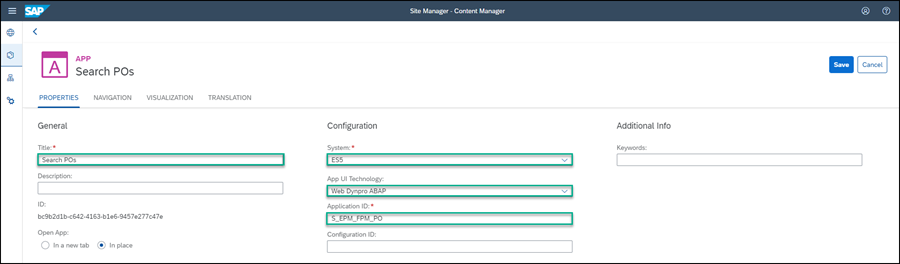 SAP
Site Manager - Content Manager
A
APP
Search POs
Save
Cancel
PROPERTIES
NAVIGATION
VISUALIZATION
TRANSLATION
General
Title:*
Search POs
Description:
ID:
bc9b2d1b-c642-4163-b1e6-9457e277c47e
Open App:
In a new tab
In place
Configuration
System:*
ES5
App UI Technology:
Web Dynpro ABAP
Application ID:*
S_EPM_FPM_PO
Configuration ID:
Additional Info
Keywords: